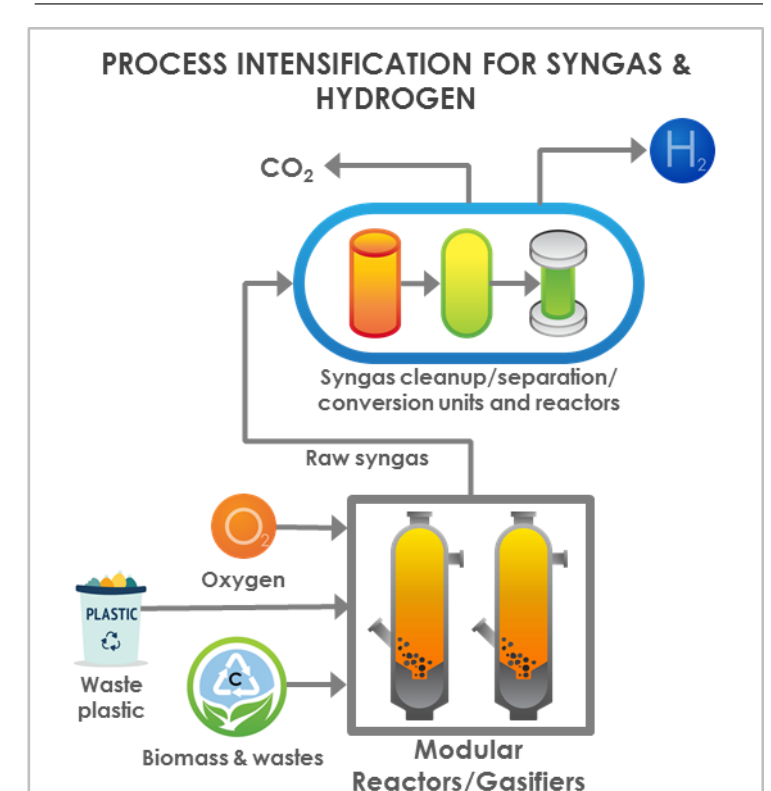 PROCESS INTENSIFICATION FOR SYNGAS &
HYDROGEN
CO₂
H₂
Syngas cleanup/separation/
conversion units and reactors
Raw syngas
O₂
Oxygen
PLASTIC
Waste
plastic
C
Biomass & wastes
Modular
Reactors/Gasifiers